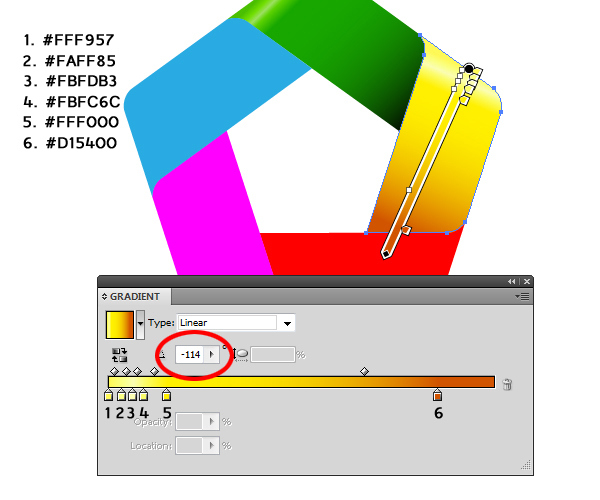 1. #FFF957
2. #FAFF85
3. #FBFDB3
4. #FBFC6C
5. #FFF000
6. #D15400
GRADIENT
Type: Linear
-114 ° %
1 2 3 4 5 6
Opacity: %
Location: %